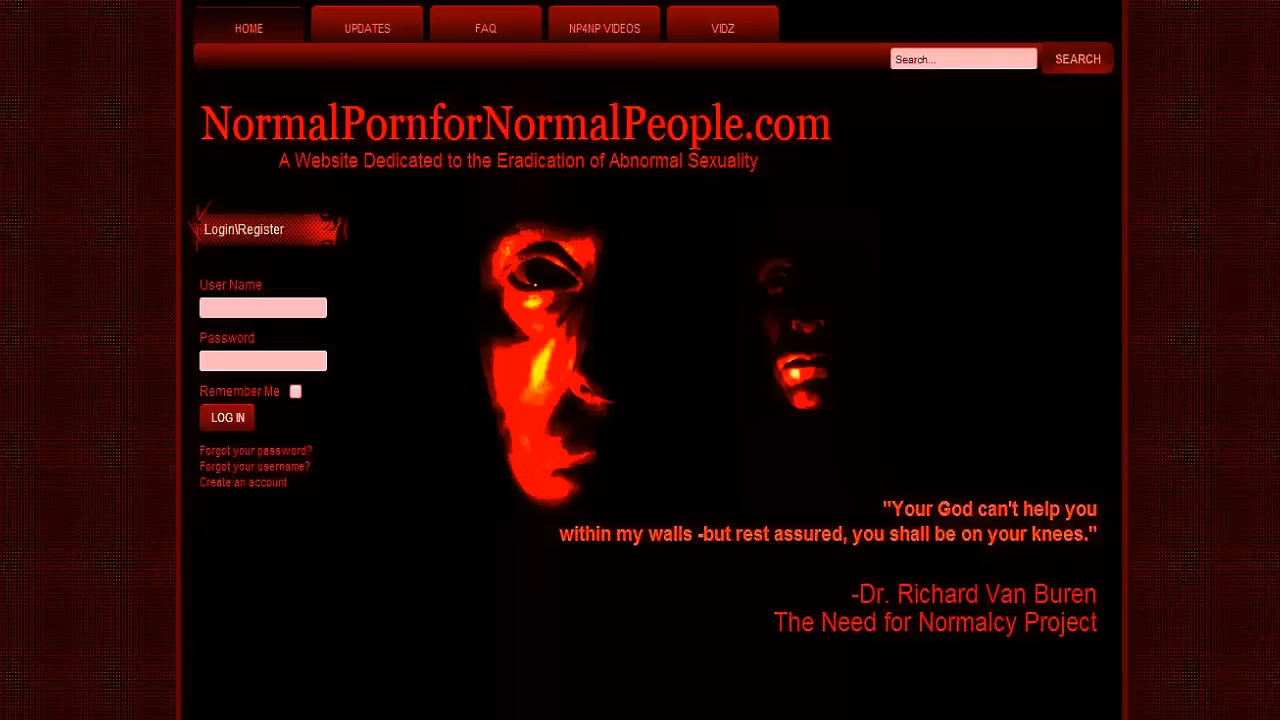 HOME
UPDATES
FAQ
NP4NP VIDEOS
VIDZ
Search...
SEARCH
NormalPornforNormalPeople.com
A Website Dedicated to the Eradication of Abnormal Sexuality
Login\Register
User Name
Password
Remember Me
LOG IN
Forgot your password?
Forgot your username?
Create an account
"Your God can't help you
within my walls -but rest assured, you shall be on your knees."
-Dr. Richard Van Buren
The Need for Normalcy Project